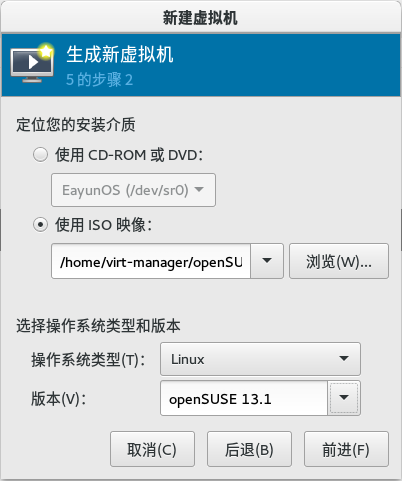 新建虚拟机
生成新虚拟机
5 的步骤 2
定位您的安装介质
使用 CD-ROM 或 DVD：
EayunOS (/dev/sr0)
使用 ISO 映像：
/home/virt-manager/openSU 浏览(W)...
选择操作系统类型和版本
操作系统类型(T)： Linux
版本(V)： openSUSE 13.1
取消(C) 后退(B) 前进(F)